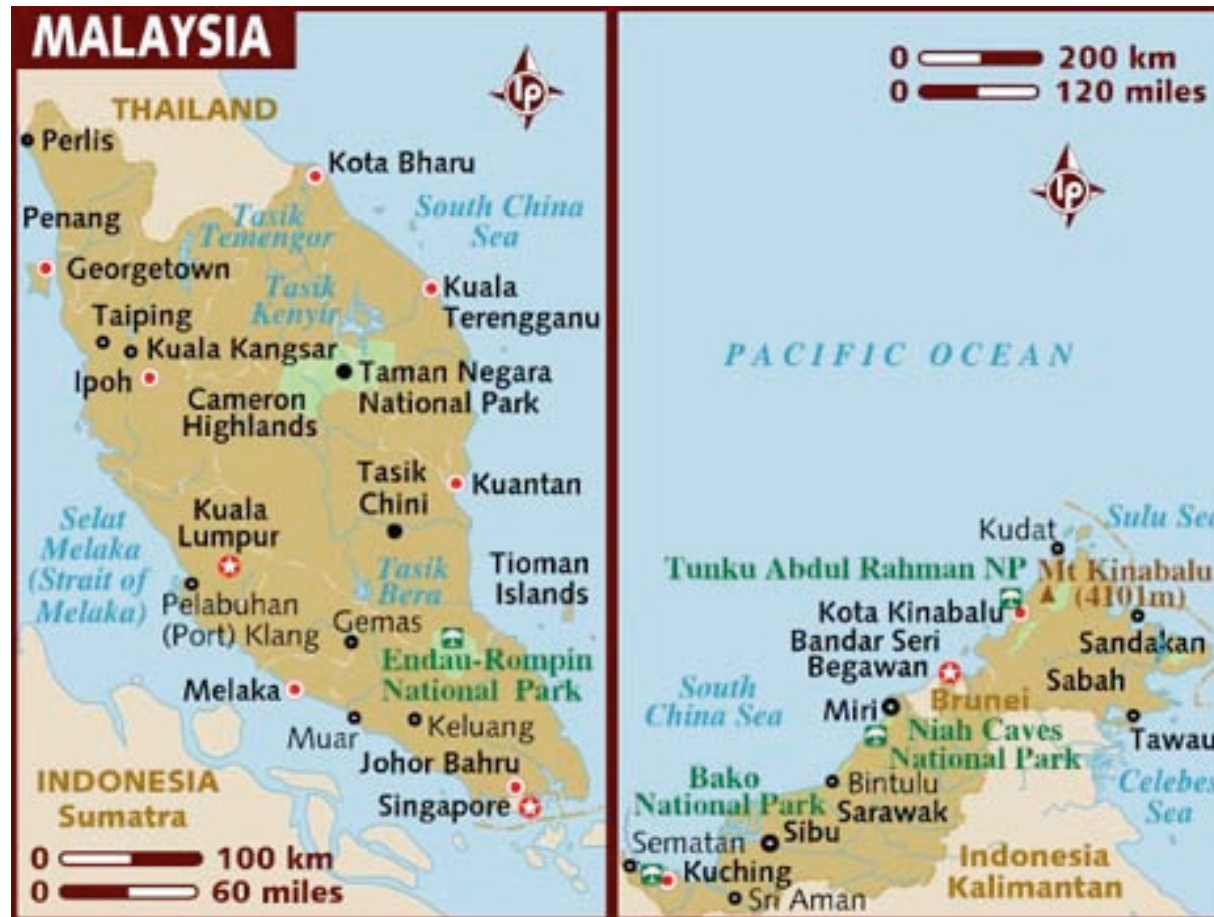 MALAYSIA
THAILAND
Perlis
Kota Bharu
Penang
Tasik
Temengor
South China
Sea
Georgetown
Tasik
Kenyir
Kuala
Terengganu
Taiping
Kuala Kangsar
Ipoh
Taman Negara
National Park
Cameron
Highlands
Tasik
Chini
Kuantan
Kuala
Lumpur
Selat
Melaka
(Strait of
Melaka)
Tasik
Bera
Tioman
Islands
Pelabuhan
(Port) Klang
Gemas
Endau-Rompin
National Park
Melaka
Muar
Keluang
Johor Bahru
Singapore
INDONESIA
Sumatra
0 100 km
0 60 miles
lp
0 200 km
0 120 miles
lp
PACIFIC OCEAN
Kudat
Sulu Sea
Tunku Abdul Rahman NP
Mt Kinabalu
(4101m)
Kota Kinabalu
Bandar Seri
Begawan
Sandakan
Sabah
South
China Sea
Brunei
Miri
Niah Caves
National Park
Tawau
Celebes
Sea
Bako
National Park
Bintulu
Sarawak
Sematan
Sibu
Kuching
Sri Aman
Indonesia
Kalimantan